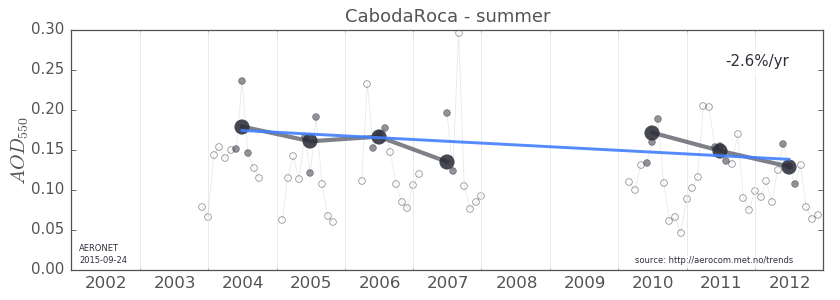 CabodaRoca - summer
0.30
0.25
0.20
0.15
0.10
0.05
0.00
AOD550
-2.6%/yr
AERONET
2015-09-24
source: http://aerocom.met.no/trends
2002 2003 2004 2005 2006 2007 2008 2009 2010 2011 2012